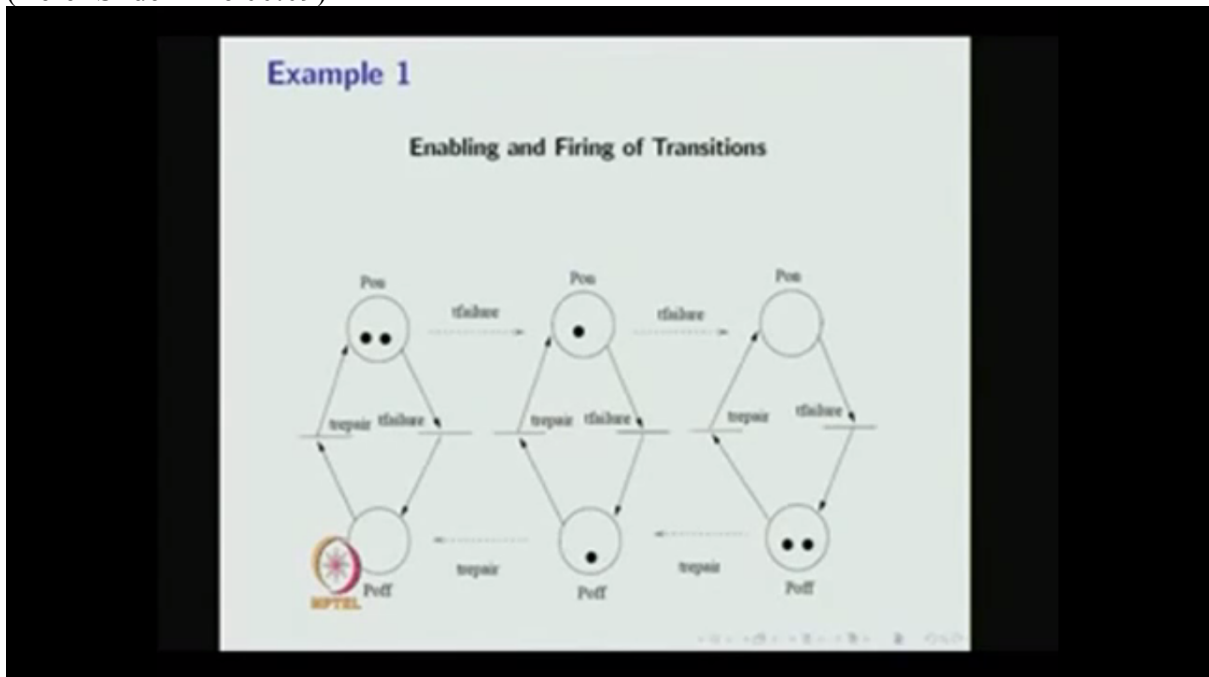 Example 1
Enabling and Firing of Transitions
Pon Pon Pon
tfailure tfailure
trepair tfailure trepair tfailure trepair tfailure
trepair trepair
Poff Poff Poff
NPTEL